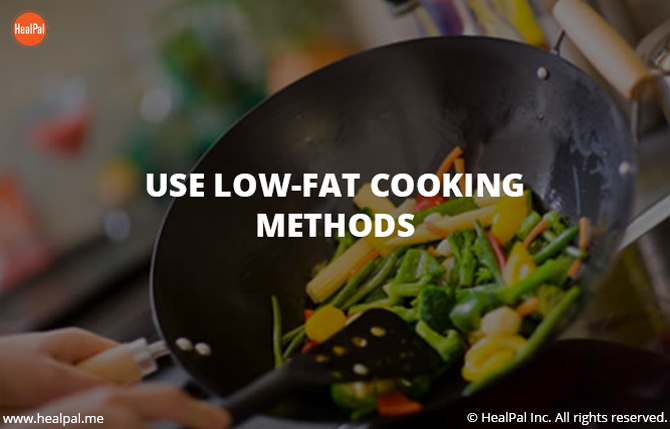 HealPal
USE LOW-FAT COOKING
METHODS
www.healpal.me
© HealPal Inc. All rights reserved.